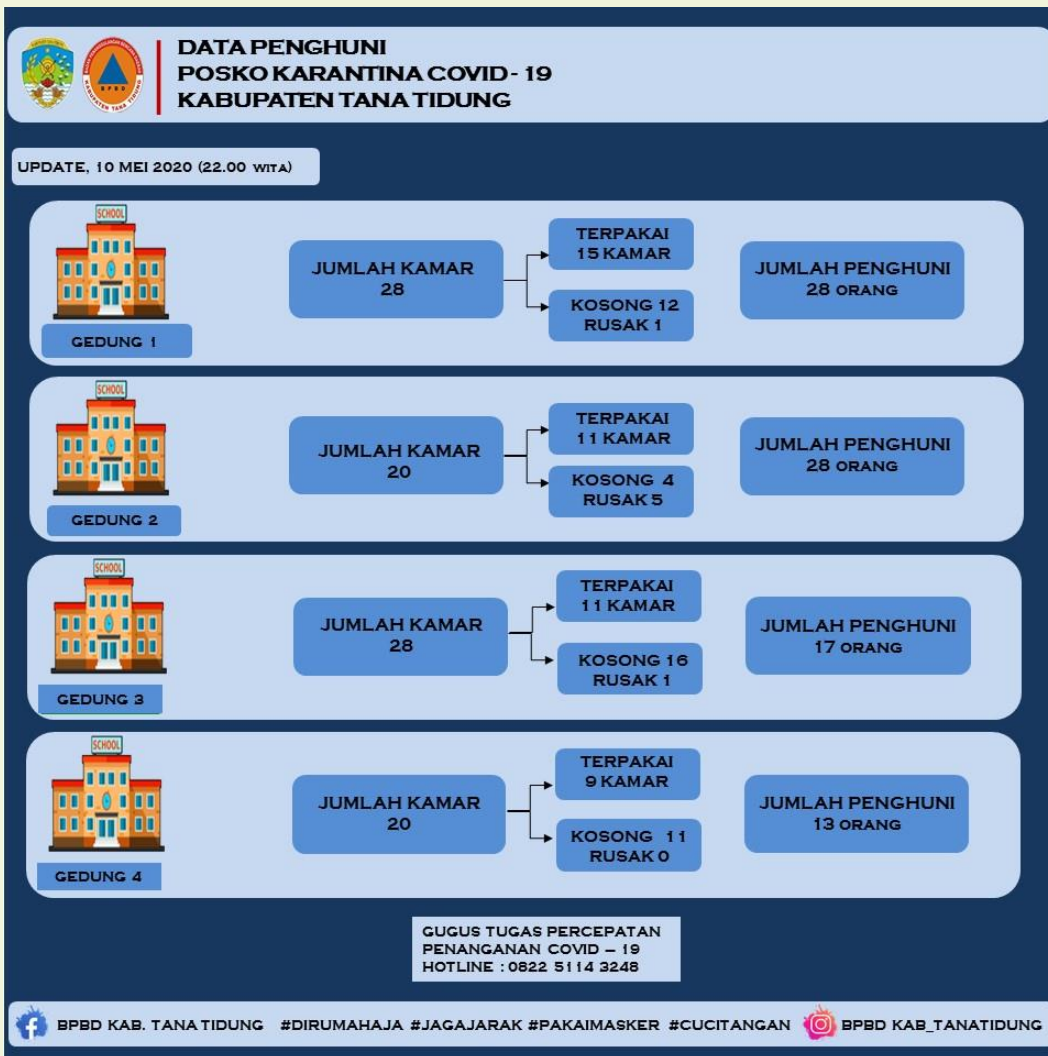 DATA PENGHUNI
POSKO KARANTINA COVID - 19
KABUPATEN TANA TIDUNG
UPDATE, 10 MEI 2020 (22.00 WITA)
SCHOOL
GEDUNG 1
JUMLAH KAMAR
28
TERPAKAI
15 KAMAR
KOSONG 12
RUSAK 1
JUMLAH PENGHUNI
28 ORANG
SCHOOL
GEDUNG 2
JUMLAH KAMAR
20
TERPAKAI
11 KAMAR
KOSONG 4
RUSAK 5
JUMLAH PENGHUNI
28 ORANG
SCHOOL
GEDUNG 3
JUMLAH KAMAR
28
TERPAKAI
11 KAMAR
KOSONG 16
RUSAK 1
JUMLAH PENGHUNI
17 ORANG
SCHOOL
GEDUNG 4
JUMLAH KAMAR
20
TERPAKAI
9 KAMAR
KOSONG 11
RUSAK 0
JUMLAH PENGHUNI
13 ORANG
GUGUS TUGAS PERCEPATAN
PENANGANAN COVID – 19
HOTLINE : 0822 5114 3248
BPBD KAB. TANA TIDUNG #DIRUMAHAJA #JAGAJARAK #PAKAIMASKER #CUCITANGAN BPBD KAB_TANATIDUNG